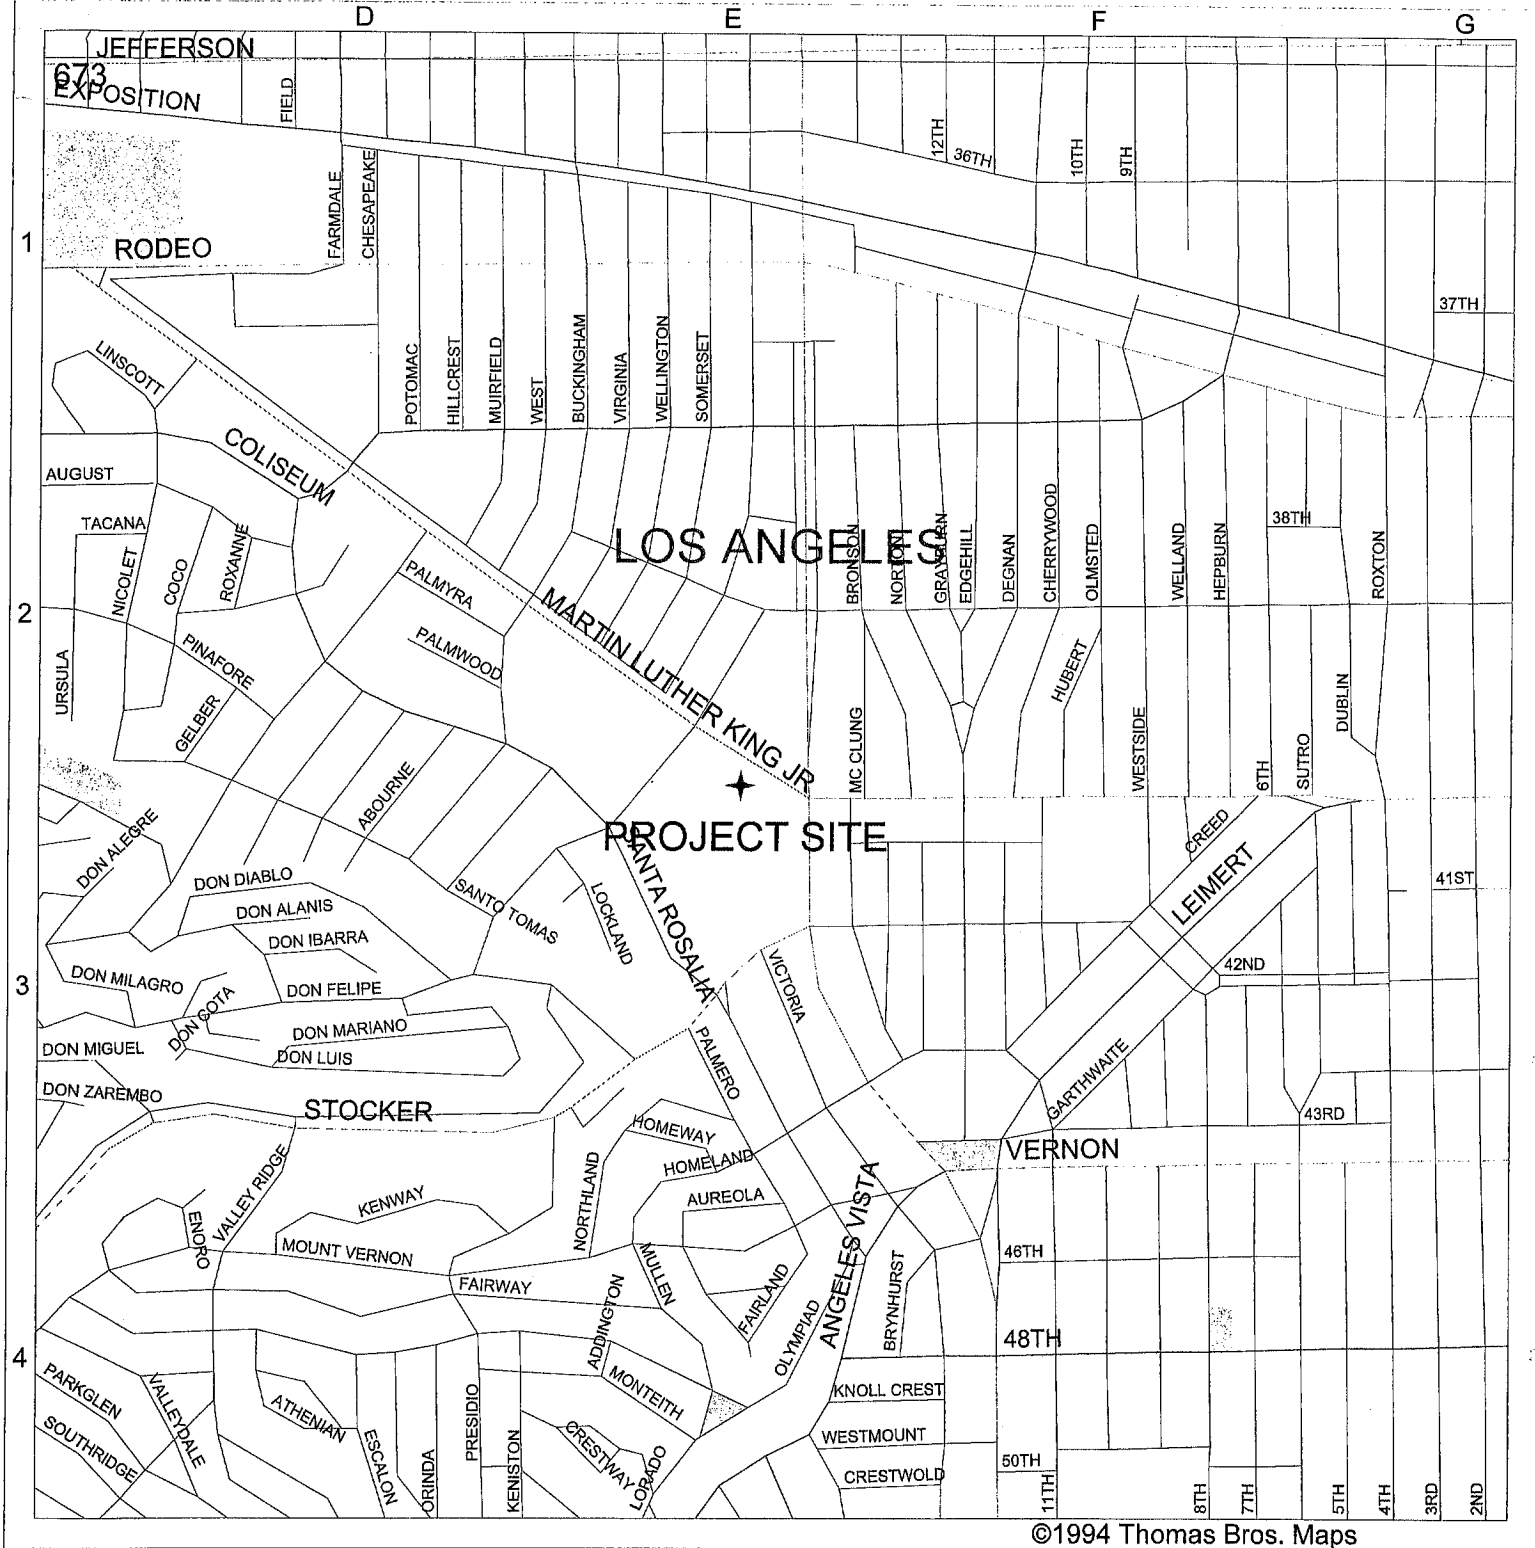 D E F G
JEFFERSON
673
EXPOSITION
FIELD
12TH
36TH
10TH
9TH
1
FARMDALE
CHESAPEAKE
RODEO
37TH
LINSCOTT
POTOMAC
HILLCREST
MUIRFIELD
WEST
BUCKINGHAM
VIRGINIA
WELLINGTON
SOMERSET
COLISEUM
AUGUST
TACANA
NICOLET
COCO
ROXANNE
LOS ANGELES
BRONSON
NORTON
GRAYBURN
EDGEHILL
DEGNAN
CHERRYWOOD
OLMSTED
WELLAND
HEPBURN
38TH
ROXTON
2
PALMYRA
PALMWOOD
MARTIN LUTHER KING JR
URSULA
PINAFORE
GELBER
HUBERT
MC CLUNG
WESTSIDE
6TH
SUTRO
DUBLIN
ABOURNE
PROJECT SITE
DON ALEGRE
CREED
LEIMERT
41ST
DON DIABLO
DON ALANIS
DON IBARRA
SANTO TOMAS
LOCKLAND
SANTA ROSALIA
VICTORIA
42ND
3
DON MILAGRO
DON COTA
DON FELIPE
DON MARIANO
DON LUIS
DON MIGUEL
DON ZAREMBO
PALMERO
GARTHWAITE
43RD
STOCKER
HOMEWAY
HOMELAND
VERNON
VALLEY RIDGE
KENWAY
NORTHLAND
AUREOLA
ENORO
MOUNT VERNON
FAIRWAY
MULLEN
ADDINGTON
FAIRLAND
OLYMPIAD
ANGELES VISTA
BRYNHURST
46TH
48TH
4
PARKGLEN
VALLEYDALE
SOUTHRIDGE
ATHENIAN
ESCALON
ORINDA
PRESIDIO
KENISTON
MONTEITH
CRESTWAY
LORADO
KNOLL CREST
WESTMOUNT
CRESTWOLD
50TH
11TH
8TH
7TH
5TH
4TH
3RD
2ND
©1994 Thomas Bros. Maps